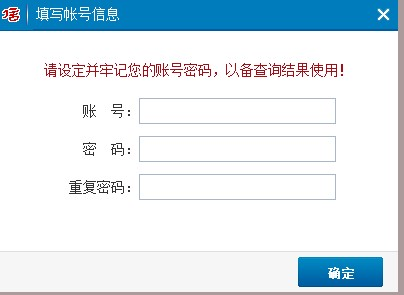 填写帐号信息
请设定并牢记您的账号密码，以备查询结果使用！
账　号：
密　码：
重复密码：
确定